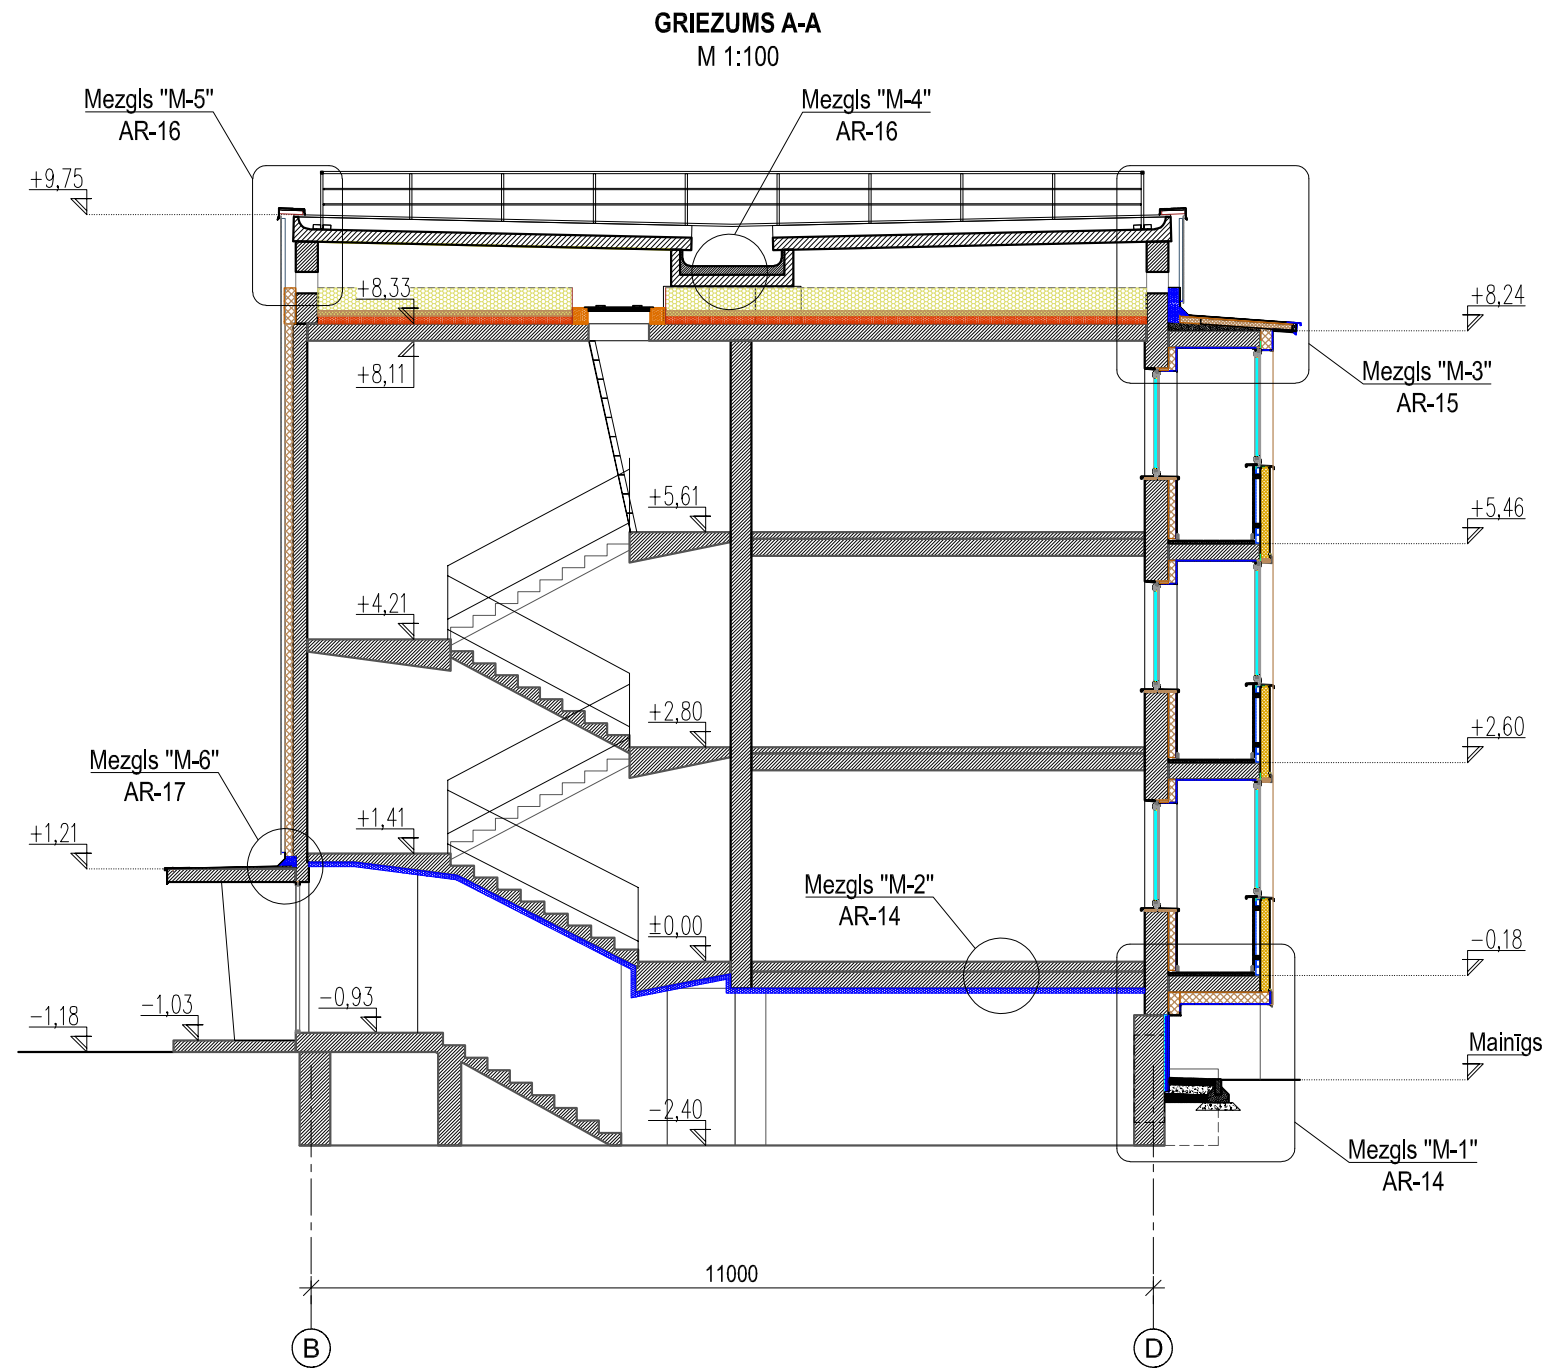 GRIEZUMS A-A
M 1:100
Mezgls "M-5"
AR-16
Mezgls "M-4"
AR-16
+9,75
+8,33
+8,24
+8,11
Mezgls "M-3"
AR-15
+5,61
+5,46
+4,21
+2,80
+2,60
Mezgls "M-6"
AR-17
+1,21
+1,41
Mezgls "M-2"
AR-14
±0,00
−0,18
−1,18
−1,03
−0,93
Mainīgs
−2,40
Mezgls "M-1"
AR-14
11000
B
D